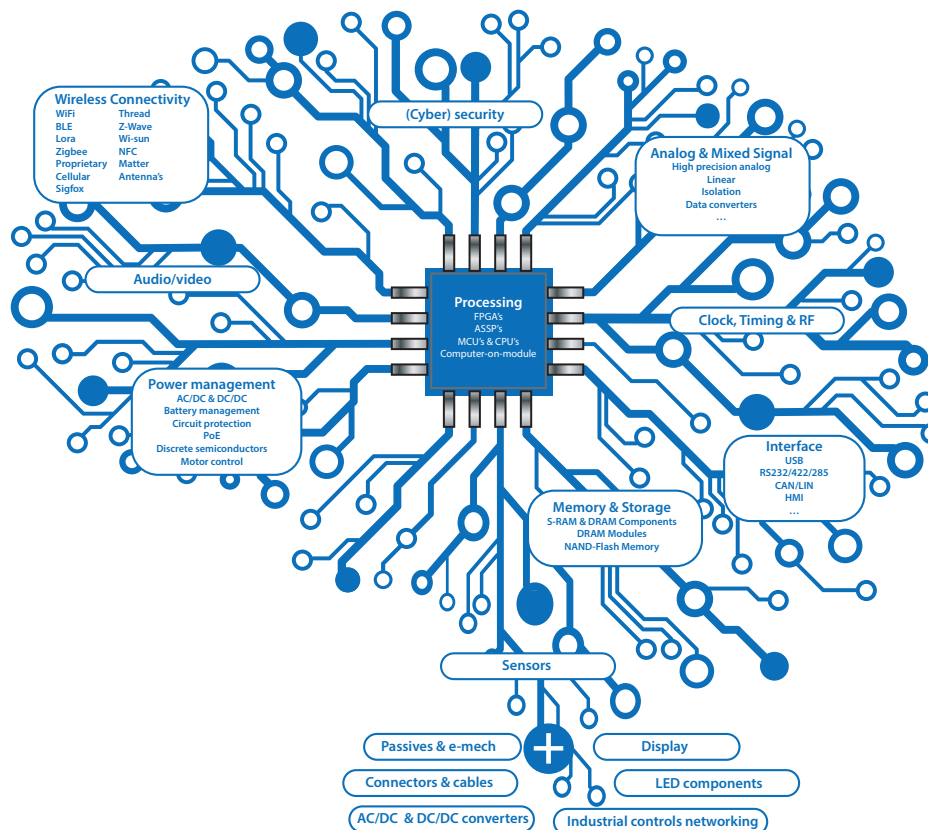 (Cyber) security
Wireless Connectivity
WiFi
BLE
Lora
Zigbee
Proprietary
Cellular
Sigfox
Thread
Z-Wave
Wi-sun
NFC
Matter
Antenna's
Analog & Mixed Signal
High precision analog
Linear
Isolation
Data converters
...
Audio/video
Processing
FPGA's
ASSP's
MCU's & CPU's
Computer-on-module
Clock, Timing & RF
Power management
AC/DC & DC/DC
Battery management
Circuit protection
PoE
Discrete semiconductors
Motor control
Interface
USB
RS232/422/285
CAN/LIN
HMI
...
Memory & Storage
S-RAM & DRAM Components
DRAM Modules
NAND-Flash Memory
Sensors
Passives & e-mech
Display
Connectors & cables
LED components
AC/DC & DC/DC converters
Industrial controls networking